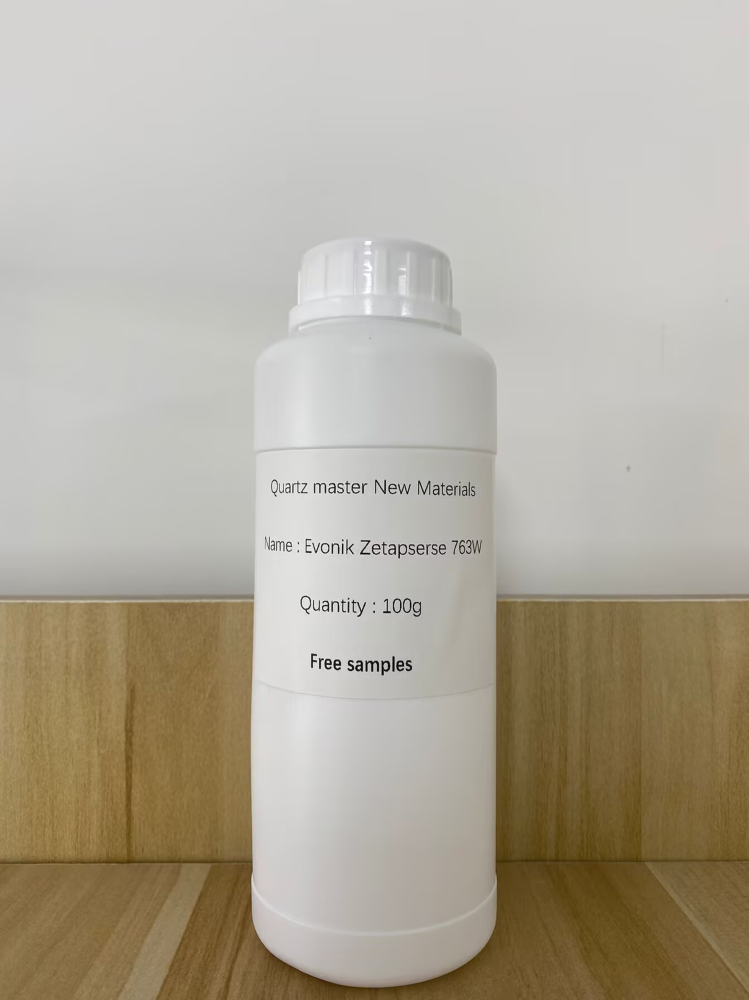 Quartz master New Materials
Name : Evonik Zetapserse 763W
Quantity : 100g
Free samples